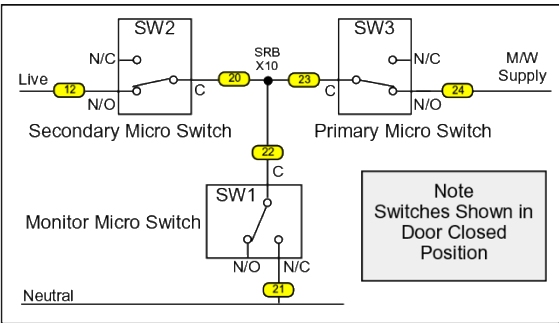 SW2
SW3
N/C
SRB
X10
N/C
M/W
Supply
Live
12
20
23
24
N/O
C
C
N/O
Secondary Micro Switch
Primary Micro Switch
22
C
SW1
Monitor Micro Switch
N/O
N/C
Note
Switches Shown in
Door Closed
Position
21
Neutral